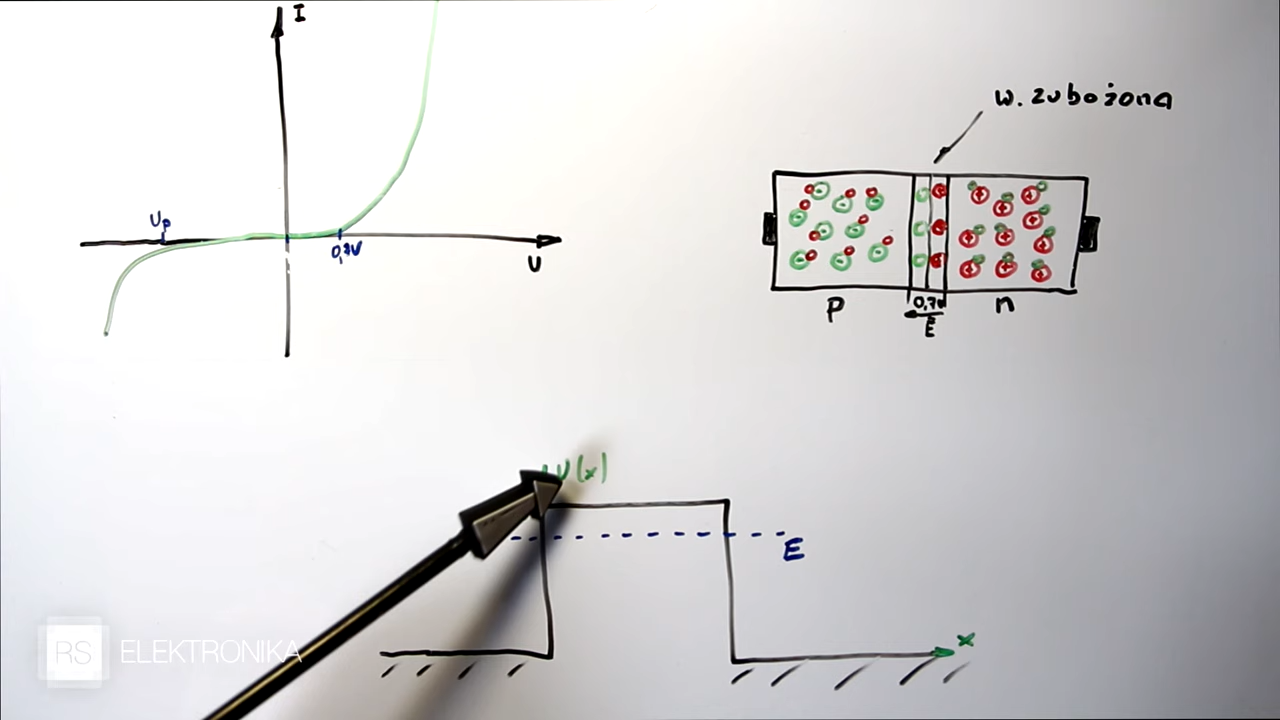 I
Up
0,7V
U
w. zubożona
p
0,7V
E
n
U(x)
E
x
RS ELEKTRONIKA